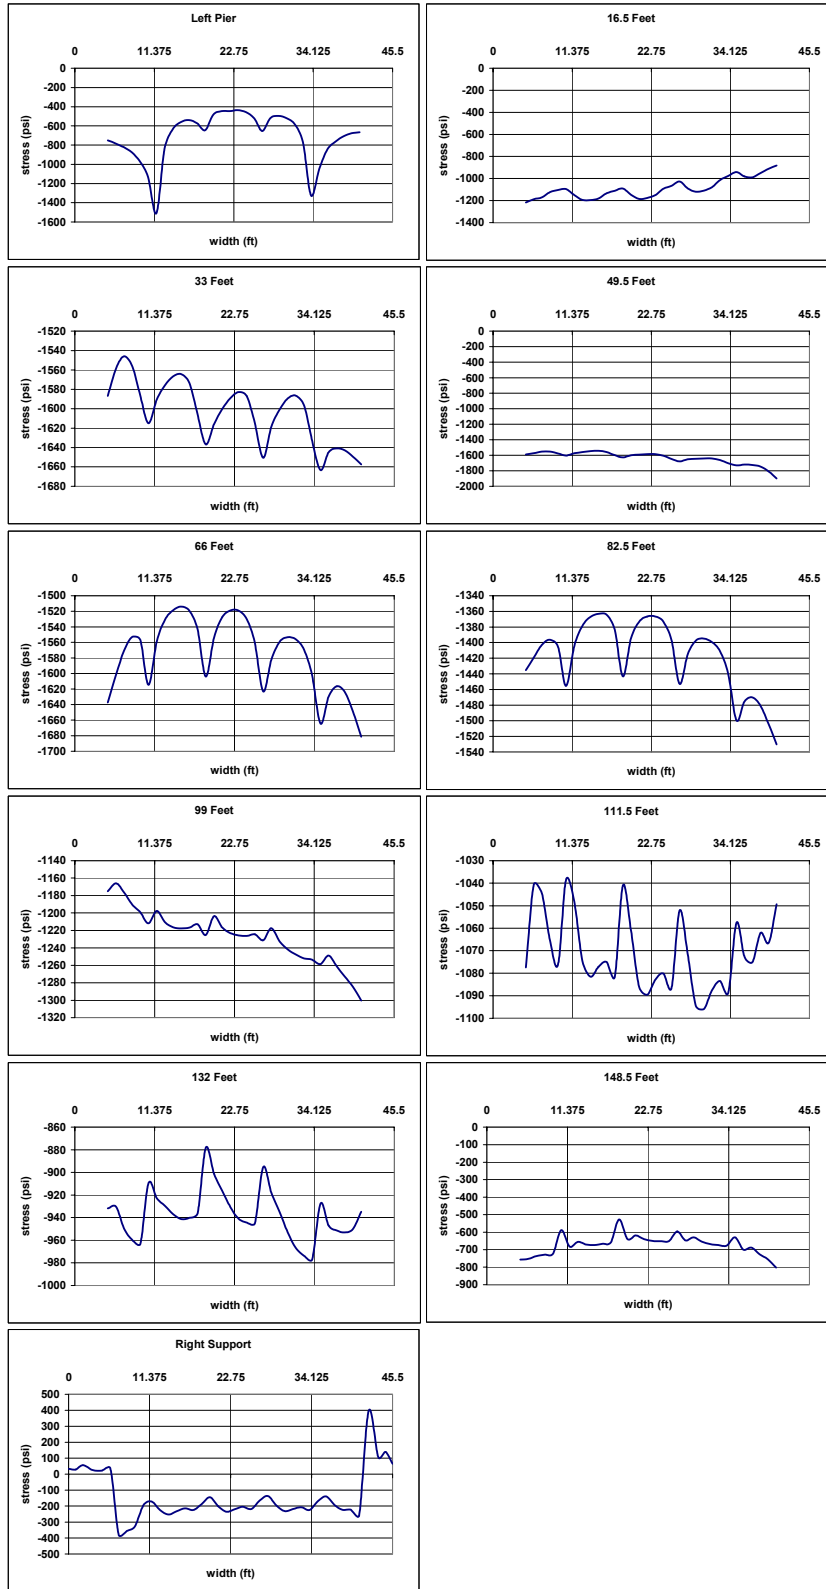 Left Pier
0 11.375 22.75 34.125 45.5
0
-200
-400
-600
-800
-1000
-1200
-1400
-1600
stress (psi)
width (ft)
16.5 Feet
0 11.375 22.75 34.125 45.5
0
-200
-400
-600
-800
-1000
-1200
-1400
stress (psi)
width (ft)
33 Feet
0 11.375 22.75 34.125 45.5
-1520
-1540
-1560
-1580
-1600
-1620
-1640
-1660
-1680
stress (psi)
width (ft)
49.5 Feet
0 11.375 22.75 34.125 45.5
0
-200
-400
-600
-800
-1000
-1200
-1400
-1600
-1800
-2000
stress (psi)
width (ft)
66 Feet
0 11.375 22.75 34.125 45.5
-1500
-1520
-1540
-1560
-1580
-1600
-1620
-1640
-1660
-1680
-1700
stress (psi)
width (ft)
82.5 Feet
0 11.375 22.75 34.125 45.5
-1340
-1360
-1380
-1400
-1420
-1440
-1460
-1480
-1500
-1520
-1540
stress (psi)
width (ft)
99 Feet
0 11.375 22.75 34.125 45.5
-1140
-1160
-1180
-1200
-1220
-1240
-1260
-1280
-1300
-1320
stress (psi)
width (ft)
111.5 Feet
0 11.375 22.75 34.125 45.5
-1030
-1040
-1050
-1060
-1070
-1080
-1090
-1100
stress (psi)
width (ft)
132 Feet
0 11.375 22.75 34.125 45.5
-860
-880
-900
-920
-940
-960
-980
-1000
stress (psi)
width (ft)
148.5 Feet
0 11.375 22.75 34.125 45.5
0
-100
-200
-300
-400
-500
-600
-700
-800
-900
stress (psi)
width (ft)
Right Support
0 11.375 22.75 34.125 45.5
500
400
300
200
100
0
-100
-200
-300
-400
-500
stress (psi)
width (ft)